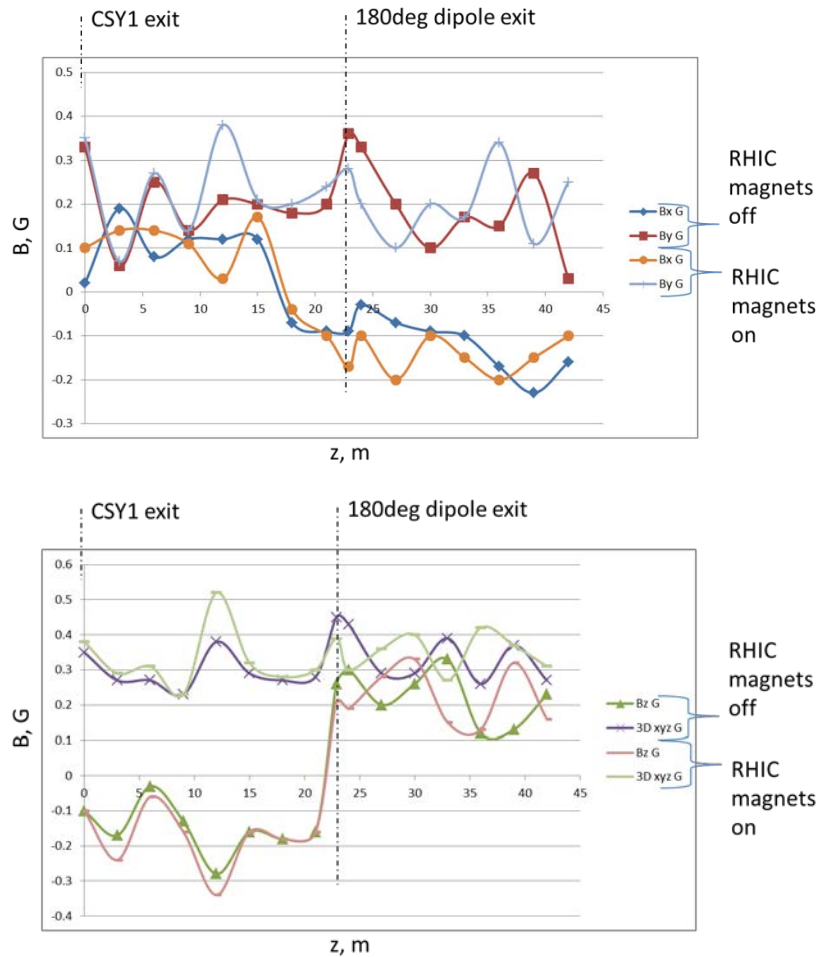 CSY1 exit
180deg dipole exit
0.5
0.4
0.3
0.2
0.1
0
-0.1
-0.2
-0.3
0 5 10 15 20 25 30 35 40 45
B, G
z, m
Bx G
By G
Bx G
By G
RHIC
magnets
off
RHIC
magnets
on
CSY1 exit
180deg dipole exit
0.6
0.5
0.4
0.3
0.2
0.1
0
-0.1
-0.2
-0.3
-0.4
0 5 10 15 20 25 30 35 40 45
B, G
z, m
Bz G
3D xyz G
Bz G
3D xyz G
RHIC
magnets
off
RHIC
magnets
on